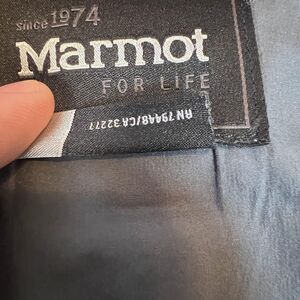 since 1974
Marmot
FOR LIFE
RN 79448/CA 32277